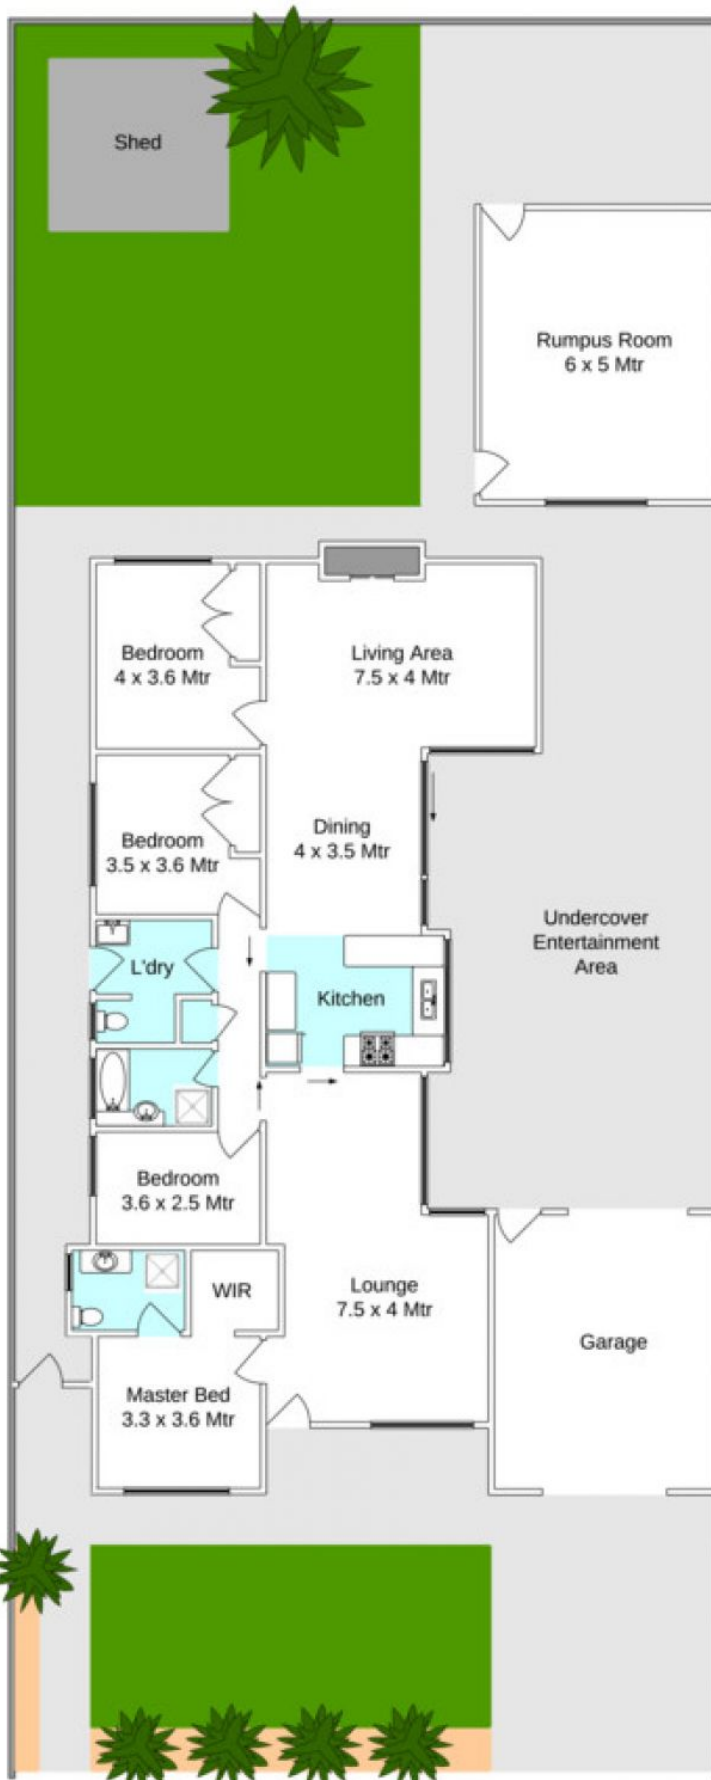 Shed
Rumpus Room
6 x 5 Mtr
Bedroom
4 x 3.6 Mtr
Living Area
7.5 x 4 Mtr
Bedroom
3.5 x 3.6 Mtr
Dining
4 x 3.5 Mtr
Undercover
Entertainment
Area
L'dry
Kitchen
Bedroom
3.6 x 2.5 Mtr
WIR
Lounge
7.5 x 4 Mtr
Garage
Master Bed
3.3 x 3.6 Mtr